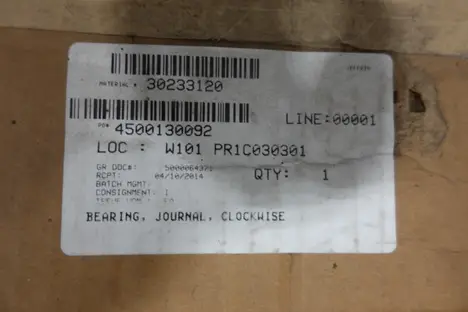 MATERIAL # 30233120
PO# 4500130092 LINE:00001
LOC : W101 PR1C030301
GR DOC#: 5000064371
RCPT: 04/10/2014 QTY: 1
BATCH MGMT:
CONSIGNMENT: 1
BEARING, JOURNAL, CLOCKWISE